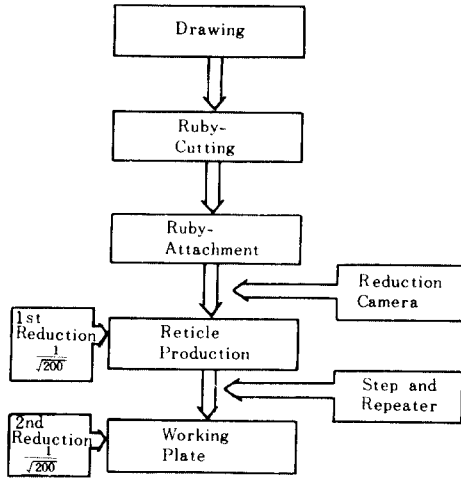 Drawing
Ruby-
Cutting
Ruby-
Attachment
Reduction
Camera
1st
Reduction
1/√200
Reticle
Production
Step and
Repeater
2nd
Reduction
1/√200
Working
Plate